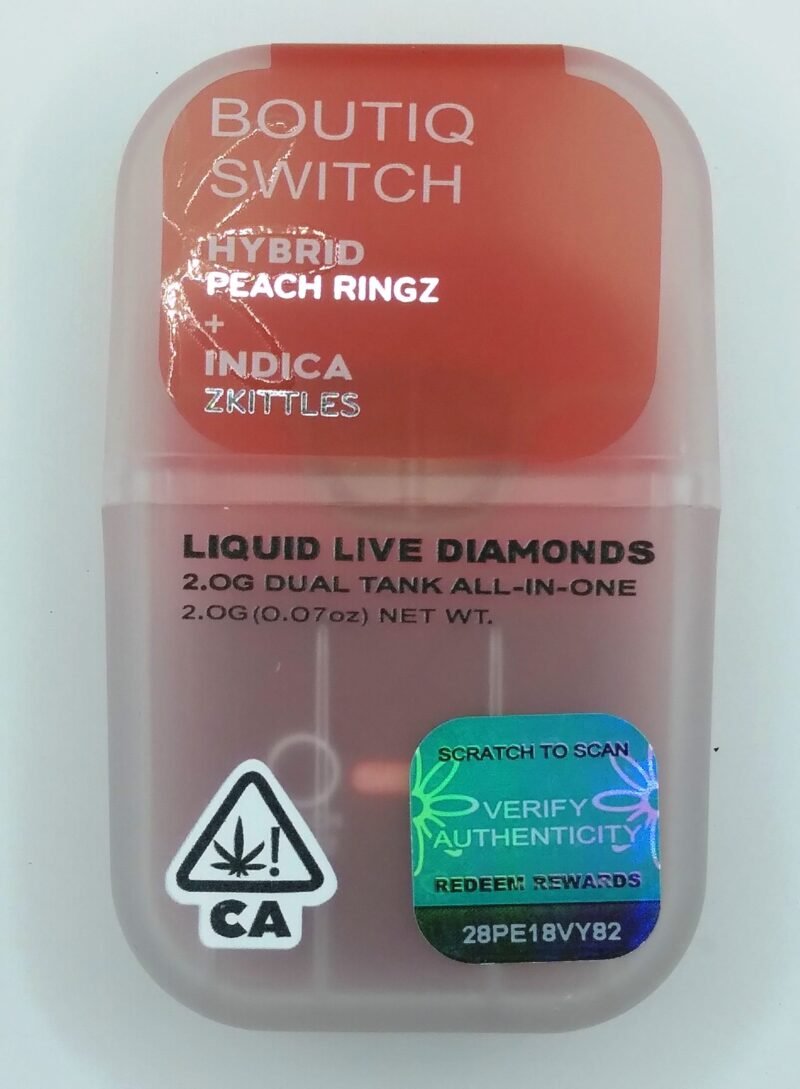 BOUTIQ
SWITCH
HYBRID
PEACH RINGZ
+
INDICA
ZKITTLES
LIQUID LIVE DIAMONDS
2.0G DUAL TANK ALL-IN-ONE
2.0G (0.07oz) NET WT.
!
CA
SCRATCH TO SCAN
VERIFY
AUTHENTICITY
REDEEM REWARDS
28PE18VY82